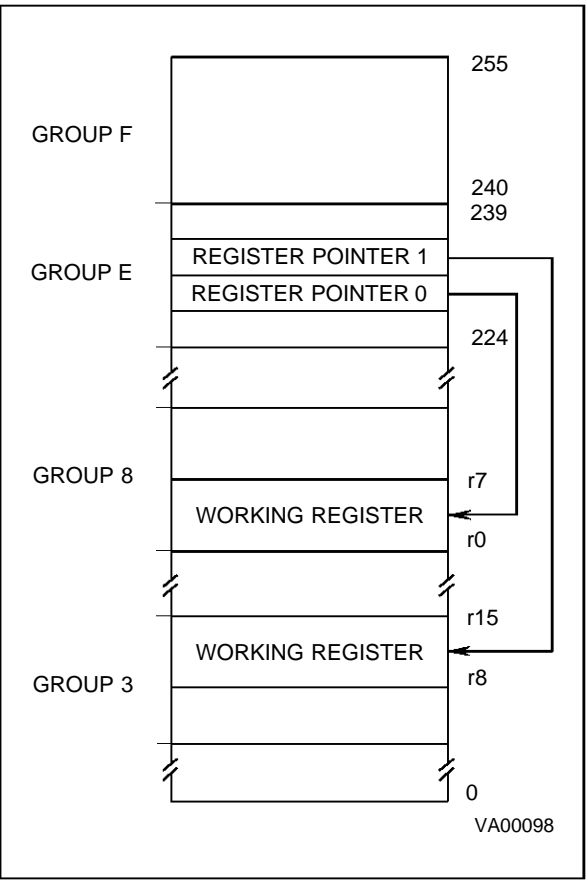 255
GROUP F
240
239
REGISTER POINTER 1
GROUP E
REGISTER POINTER 0
224
GROUP 8
r7
WORKING REGISTER
r0
r15
WORKING REGISTER
GROUP 3
r8
0
VA00098